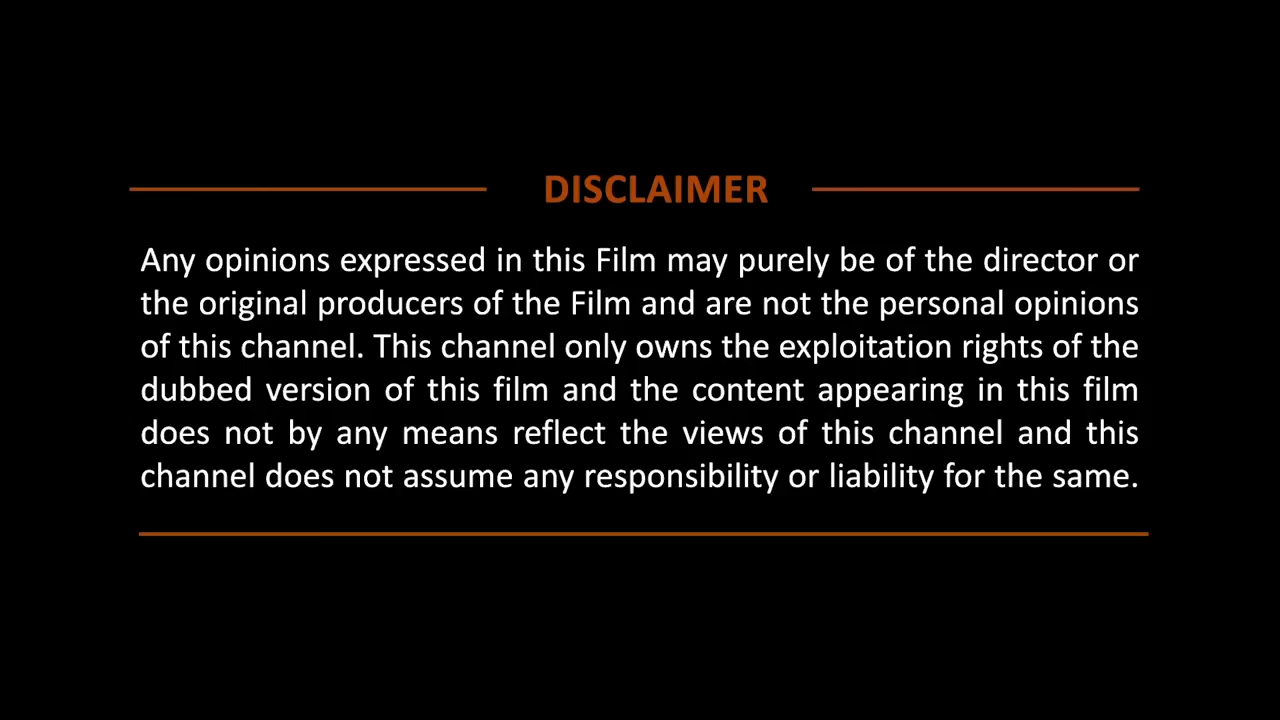 DISCLAIMER
Any opinions expressed in this Film may purely be of the director or
the original producers of the Film and are not the personal opinions
of this channel. This channel only owns the exploitation rights of the
dubbed version of this film and the content appearing in this film
does not by any means reflect the views of this channel and this
channel does not assume any responsibility or liability for the same.